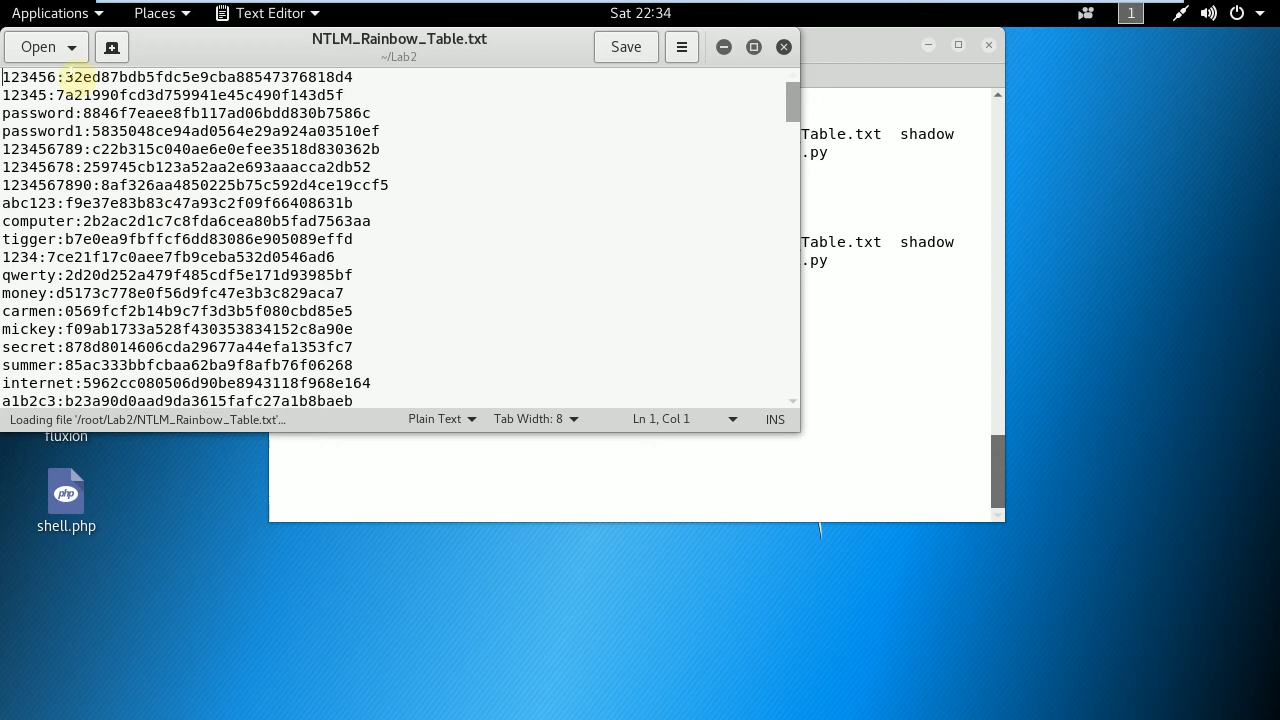 Applications Places Text Editor Sat 22:34 1
Open NTLM_Rainbow_Table.txt Save
~/Lab2
123456:32ed87bdb5fdc5e9cba88547376818d4
12345:7a21990fcd3d759941e45c490f143d5f
password:8846f7eaee8fb117ad06bdd830b7586c
password1:5835048ce94ad0564e29a924a03510ef
123456789:c22b315c040ae6e0efee3518d830362b
12345678:259745cb123a52aa2e693aaacca2db52
1234567890:8af326aa4850225b75c592d4ce19ccf5
abc123:f9e37e83b83c47a93c2f09f66408631b
computer:2b2ac2d1c7c8fda6cea80b5fad7563aa
tigger:b7e0ea9fbffcf6dd83086e905089effd
1234:7ce21f17c0aee7fb9ceba532d0546ad6
qwerty:2d20d252a479f485cdf5e171d93985bf
money:d5173c778e0f56d9fc47e3b3c829aca7
carmen:0569fcf2b14b9c7f3d3b5f080cbd85e5
mickey:f09ab1733a528f430353834152c8a90e
secret:878d8014606cda29677a44efa1353fc7
summer:85ac333bbfcbaa62ba9f8afb76f06268
internet:5962cc080506d90be8943118f968e164
a1b2c3:b23a90d0aad9da3615fafc27a1b8baeb
Loading file '/root/Lab2/NTLM_Rainbow_Table.txt'... Plain Text Tab Width: 8 Ln 1, Col 1 INS
Table.txt shadow
.py
Table.txt shadow
.py
fluxion
php
shell.php